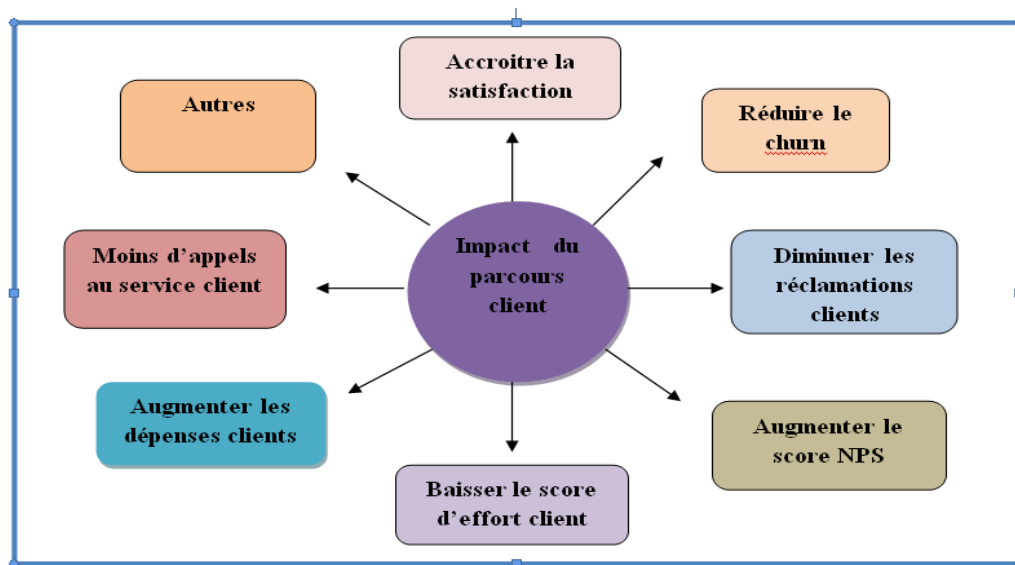 Accroitre la
satisfaction
Autres
Réduire le
churn
Impact du
parcours
client
Moins d’appels
au service client
Diminuer les
réclamations
clients
Augmenter les
dépenses clients
Augmenter le
score NPS
Baisser le score
d’effort client